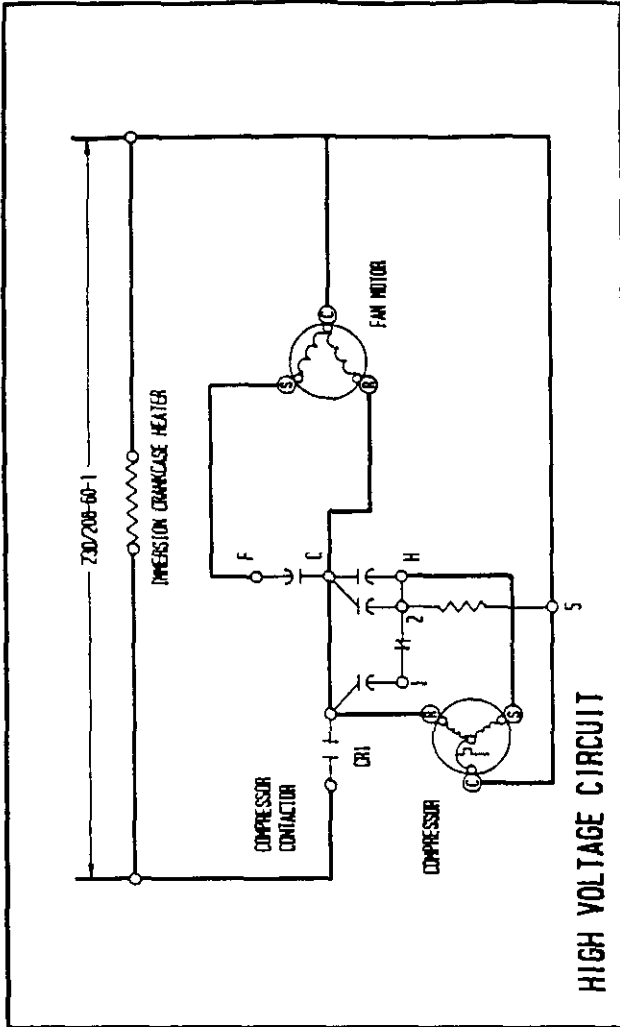 230/208-60-1
IMMERSION CRANKCASE HEATER
COMPRESSOR
CONTACTOR
CR1
F
C
H
2
1
5
S
C
R
FAN MOTOR
COMPRESSOR
R
S
C
HIGH VOLTAGE CIRCUIT